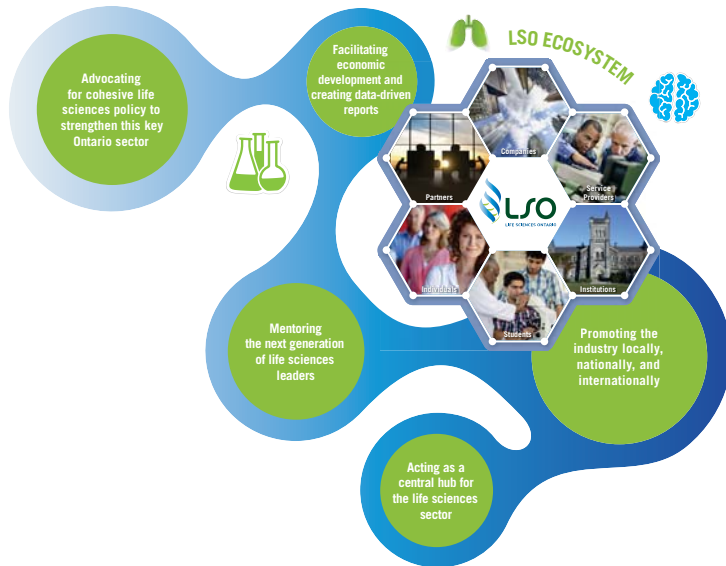 LSO ECOSYSTEM
Advocating
for cohesive life
sciences policy to
strengthen this key
Ontario sector
Facilitating
economic
development and
creating data-driven
reports
Companies
Partners
Service
Providers
LSO
LIFE SCIENCES ONTARIO
Individuals
Institutions
Students
Mentoring
the next generation
of life sciences
leaders
Promoting the
industry locally,
nationally, and
internationally
Acting as a
central hub for
the life sciences
sector